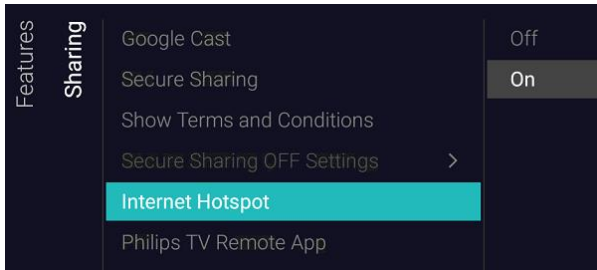 Features
Sharing
Google Cast
Secure Sharing
Show Terms and Conditions
Secure Sharing OFF Settings
Internet Hotspot
Philips TV Remote App
Off
On